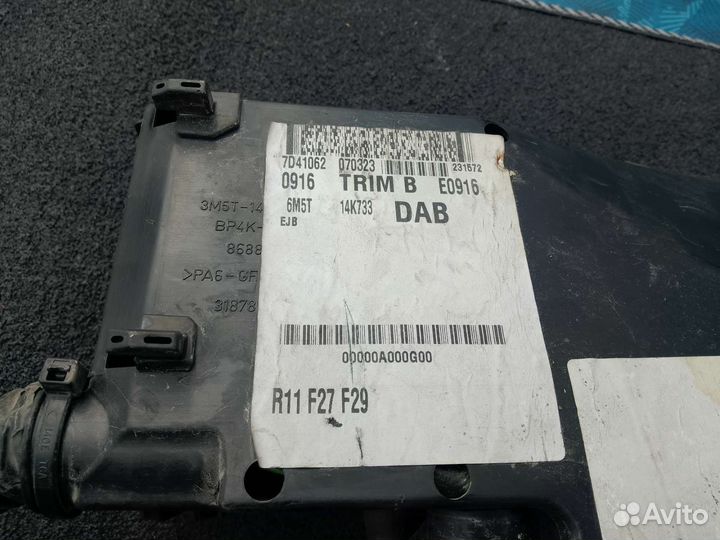 7D41062 070323 231572
0916 TRIM B E0916
6M5T 14K733 DAB
EJB
3M5T-14
BP4K-
8688
>PA6-GF
31878
00000A000G00
R11 F27 F29
Avito